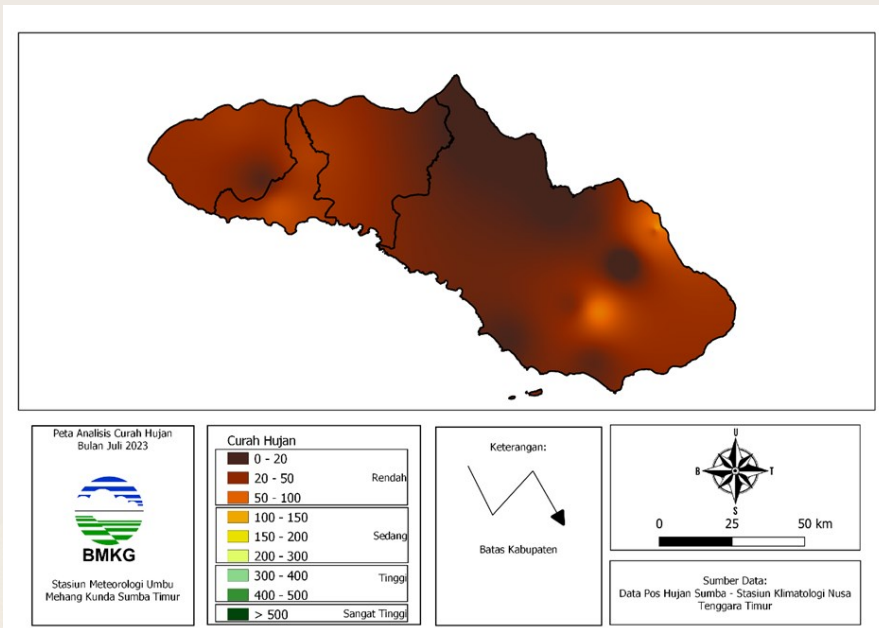 Peta Analisis Curah Hujan
Bulan Juli 2023
BMKG
Stasiun Meteorologi Umbu
Mehang Kunda Sumba Timur
Curah Hujan
0 - 20
20 - 50
Rendah
50 - 100
100 - 150
150 - 200
Sedang
200 - 300
300 - 400
Tinggi
400 - 500
> 500
Sangat Tinggi
Keterangan:
Batas Kabupaten
U
B
T
S
0 25 50 km
Sumber Data:
Data Pos Hujan Sumba - Stasiun Klimatologi Nusa
Tenggara Timur